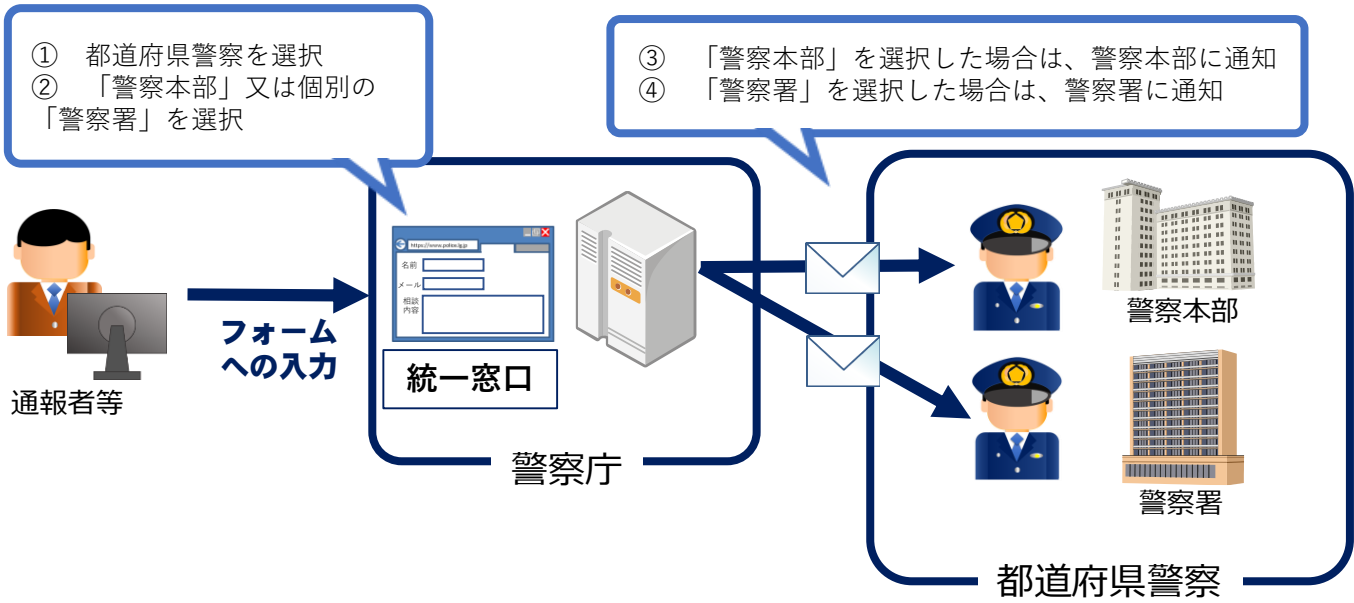 ① 都道府県警察を選択
② 「警察本部」又は個別の
「警察署」を選択
③ 「警察本部」を選択した場合は、警察本部に通知
④ 「警察署」を選択した場合は、警察署に通知
https://www.police.lg.jp
名前
メール
相談
内容
フォーム
への入力
統一窓口
通報者等
警察庁
警察本部
警察署
都道府県警察